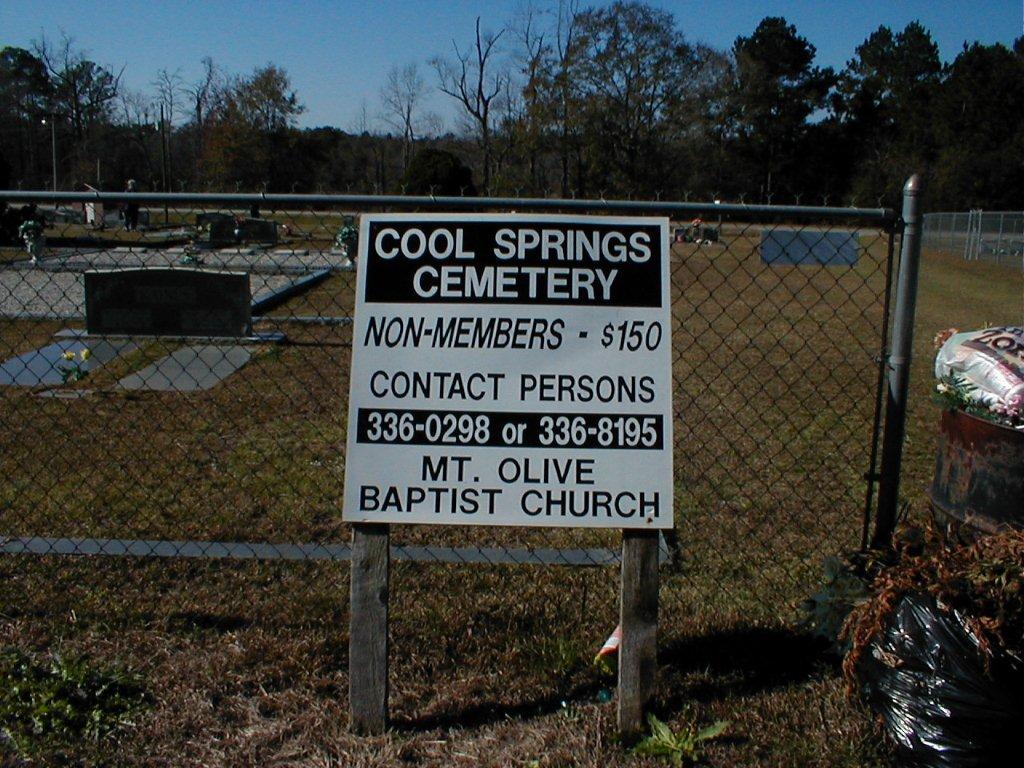 COOL SPRINGS
CEMETERY
NON-MEMBERS - $150
CONTACT PERSONS
336-0298 or 336-8195
MT. OLIVE
BAPTIST CHURCH